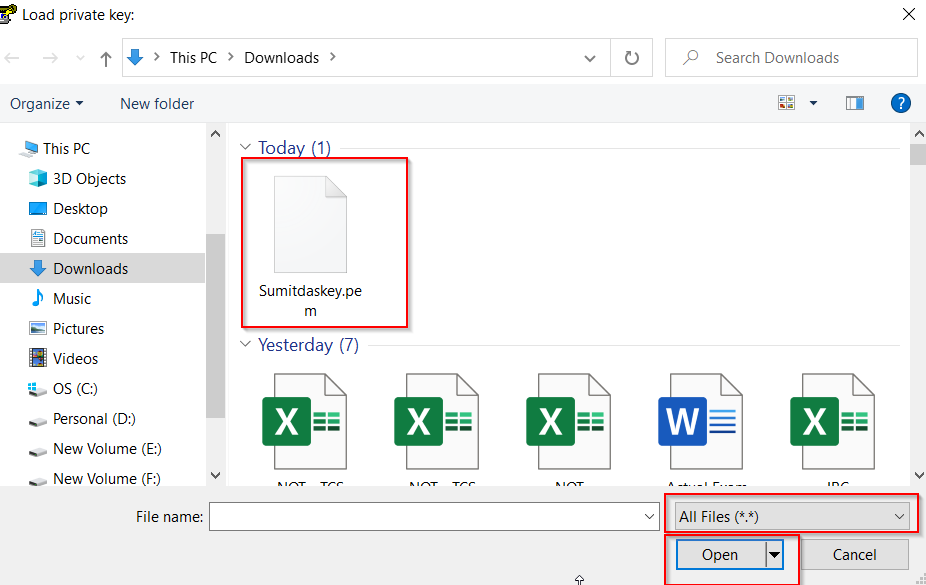 Load private key:
This PC
Downloads
Search Downloads
Organize
New folder
?
This PC
3D Objects
Desktop
Documents
Downloads
Music
Pictures
Videos
OS (C:)
Personal (D:)
New Volume (E:)
New Volume (F:)
Today (1)
Sumitdaskey.pe
m
Yesterday (7)
X
X
X
W
X
File name:
All Files (*.*)
Open
Cancel